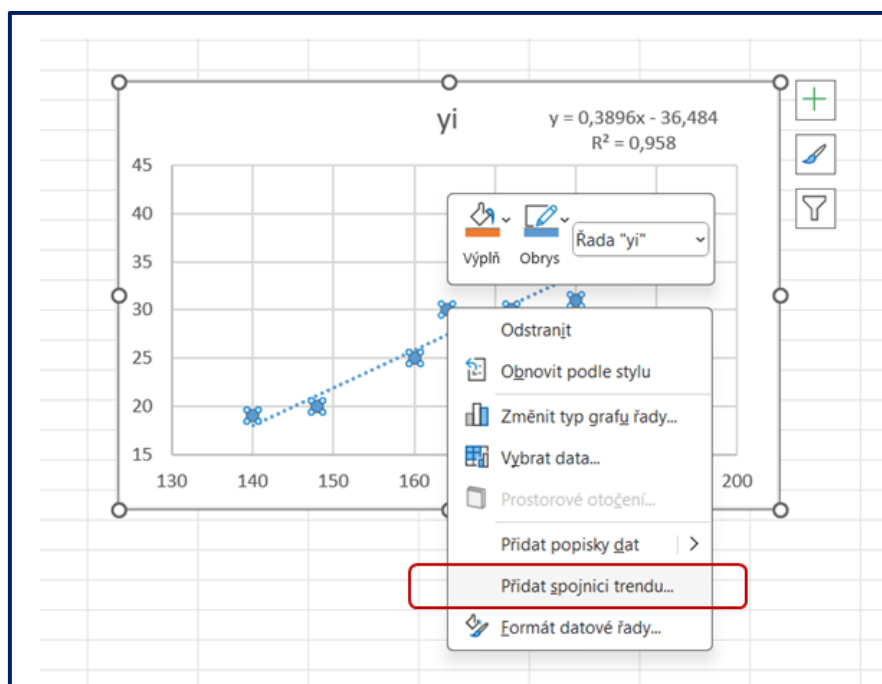 yi
y = 0,3896x - 36,484
R² = 0,958
45
40
35
30
25
20
15
130 140 150 160 200
Výplň Obrys Řada "yi"
Odstranit
Obnovit podle stylu
Změnit typ grafu řady...
Vybrat data...
Prostorové otočení...
Přidat popisky dat
Přidat spojnici trendu...
Formát datové řady...